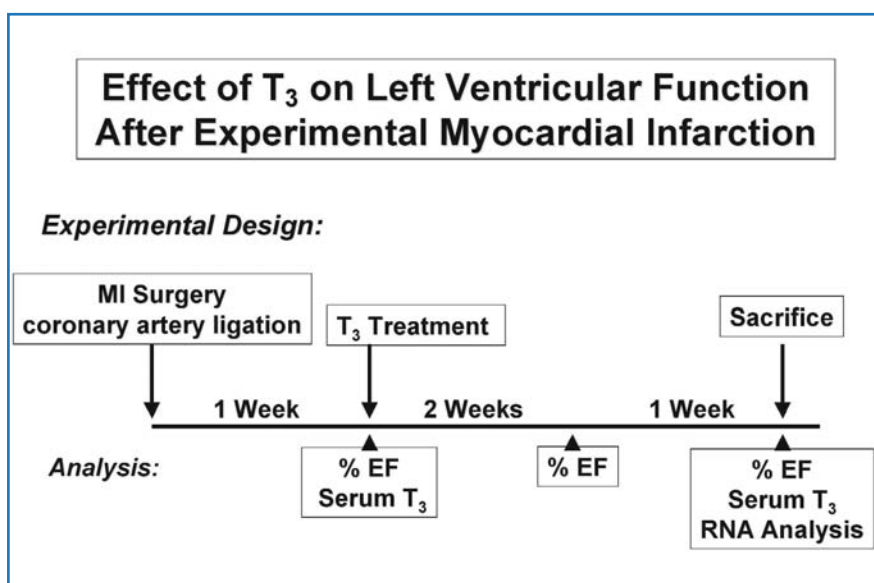 Effect of T₃ on Left Ventricular Function
After Experimental Myocardial Infarction
Experimental Design:
MI Surgery
coronary artery ligation
T₃ Treatment
Sacrifice
1 Week
2 Weeks
1 Week
Analysis:
% EF
Serum T₃
% EF
% EF
Serum T₃
RNA Analysis